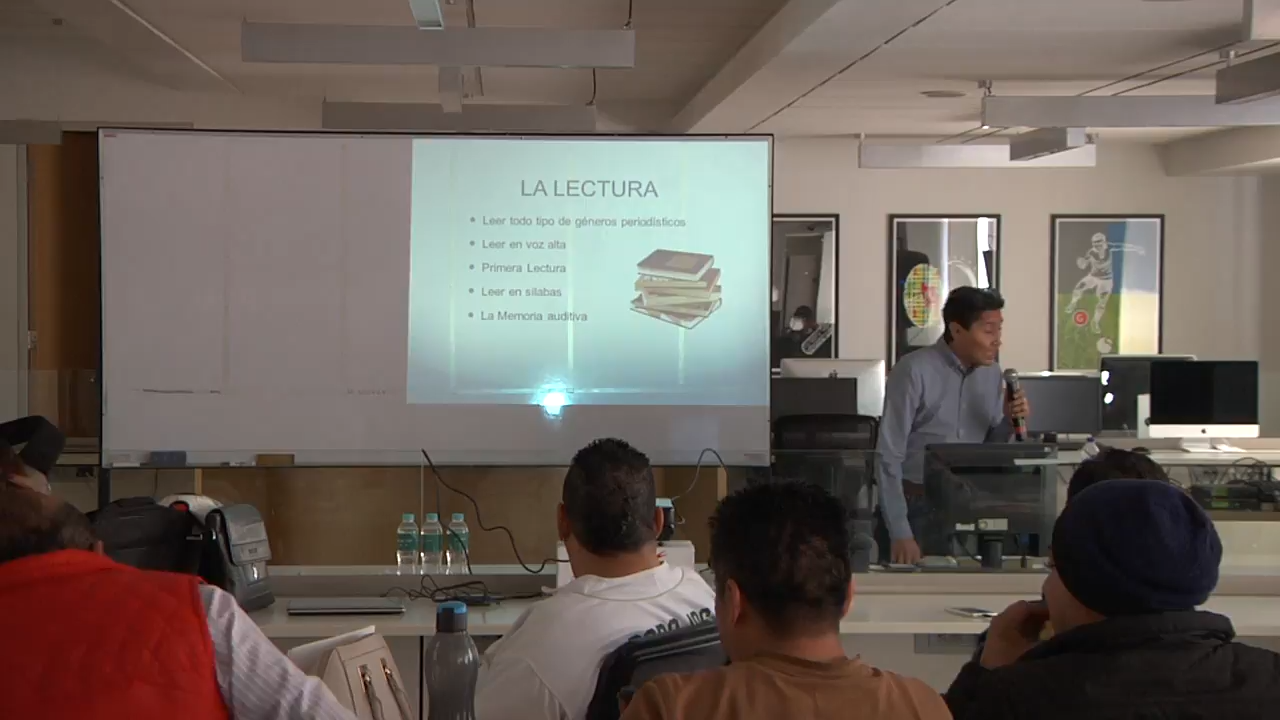 LA LECTURA
Leer todo tipo de géneros periodísticos
Leer en voz alta
Primera Lectura
Leer en sílabas
La Memoria auditiva